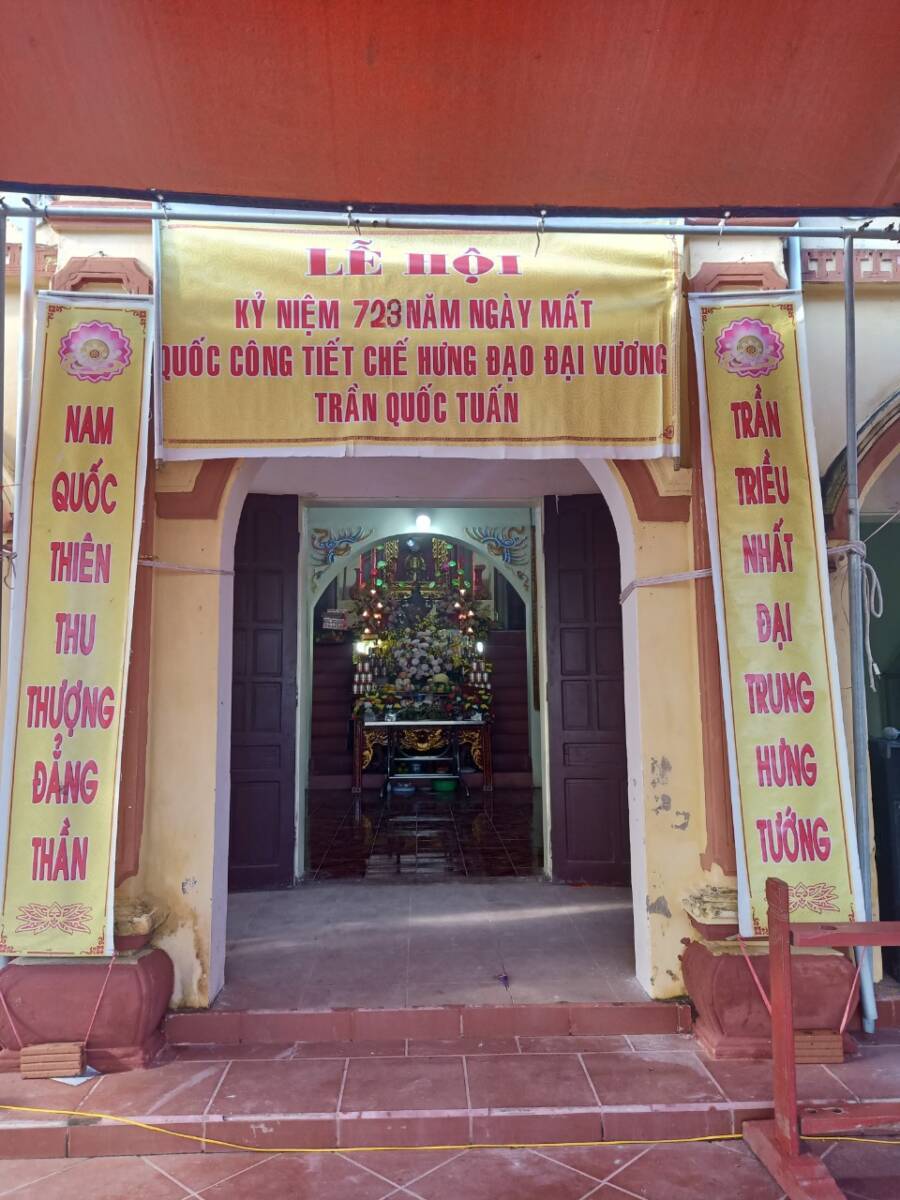 LỄ HỘI
KỶ NIỆM 723 NĂM NGÀY MẤT
QUỐC CÔNG TIẾT CHẾ HƯNG ĐẠO ĐẠI VƯƠNG
TRẦN QUỐC TUẤN
NAM
QUỐC
THIÊN
THU
THƯỢNG
ĐẲNG
THẦN
TRẦN
TRIỀU
NHẤT
ĐẠI
TRUNG
HƯNG
TƯỚNG